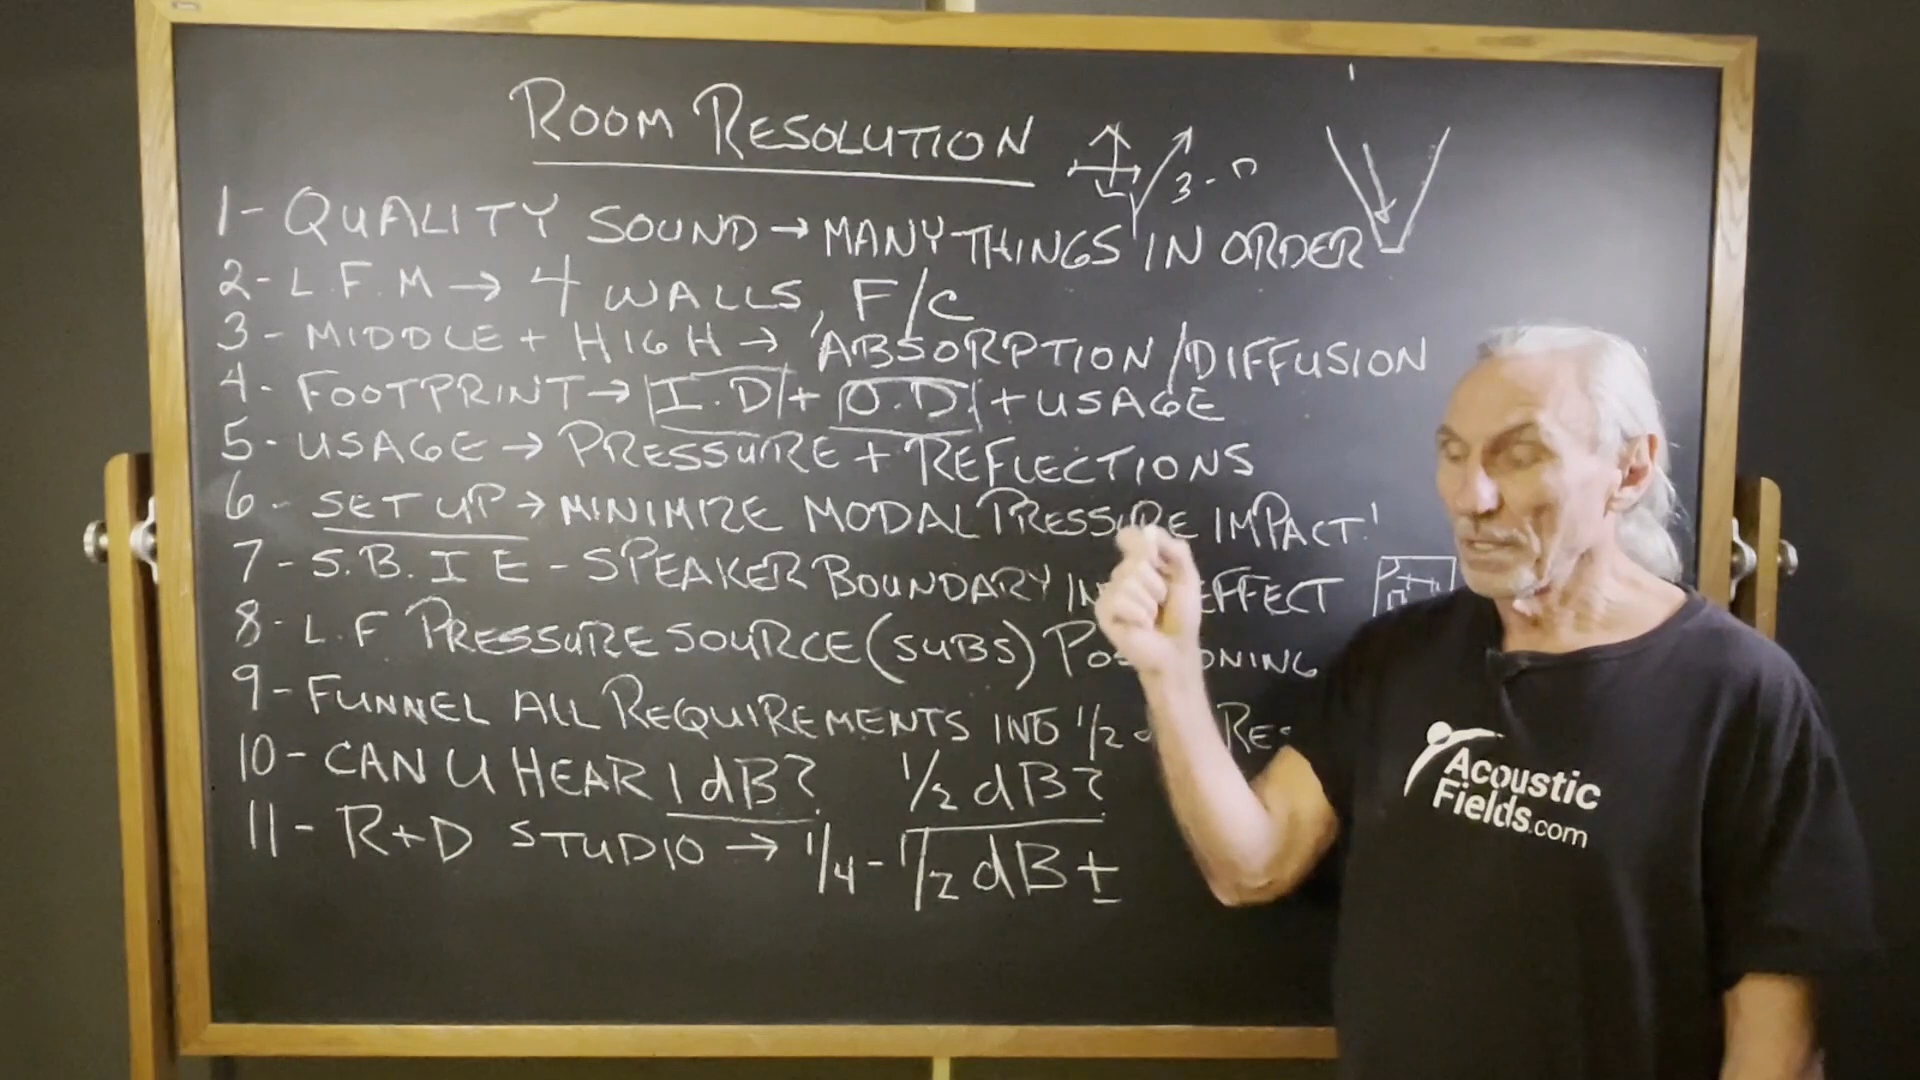 ROOM RESOLUTION
3-D
1- QUALITY SOUND → MANY THINGS IN ORDER
2- L.F.M → 4 WALLS, F/C
3- MIDDLE + HIGH → ABSORPTION/DIFFUSION
4- FOOTPRINT → I.D + O.D. + USAGE
5- USAGE → PRESSURE + REFLECTIONS
6- SET UP → MINIMIZE MODAL PRESSURE IMPACT!
7- S.B.I E - SPEAKER BOUNDARY EFFECT
8- L.F PRESSURE SOURCE (SUBS)
9- FUNNEL ALL REQUIREMENTS INTO 1/2
10- CAN U HEAR 1 dB? 1/2 dB?
11- R+D STUDIO → 1/4 - 1/2 dB ±
Acoustic
Fields.com